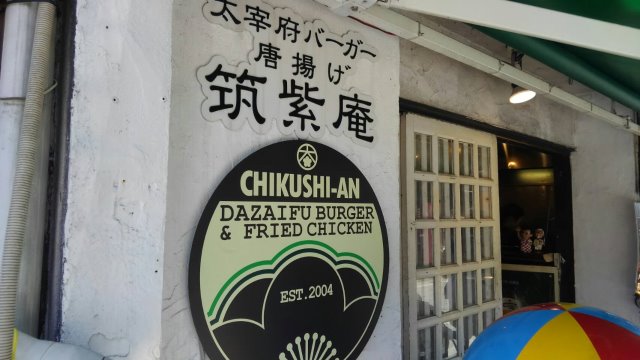 太宰府バーガー
唐揚げ
筑紫庵
CHIKUSHI-AN
DAZAIFU BURGER
& FRIED CHICKEN
EST.2004